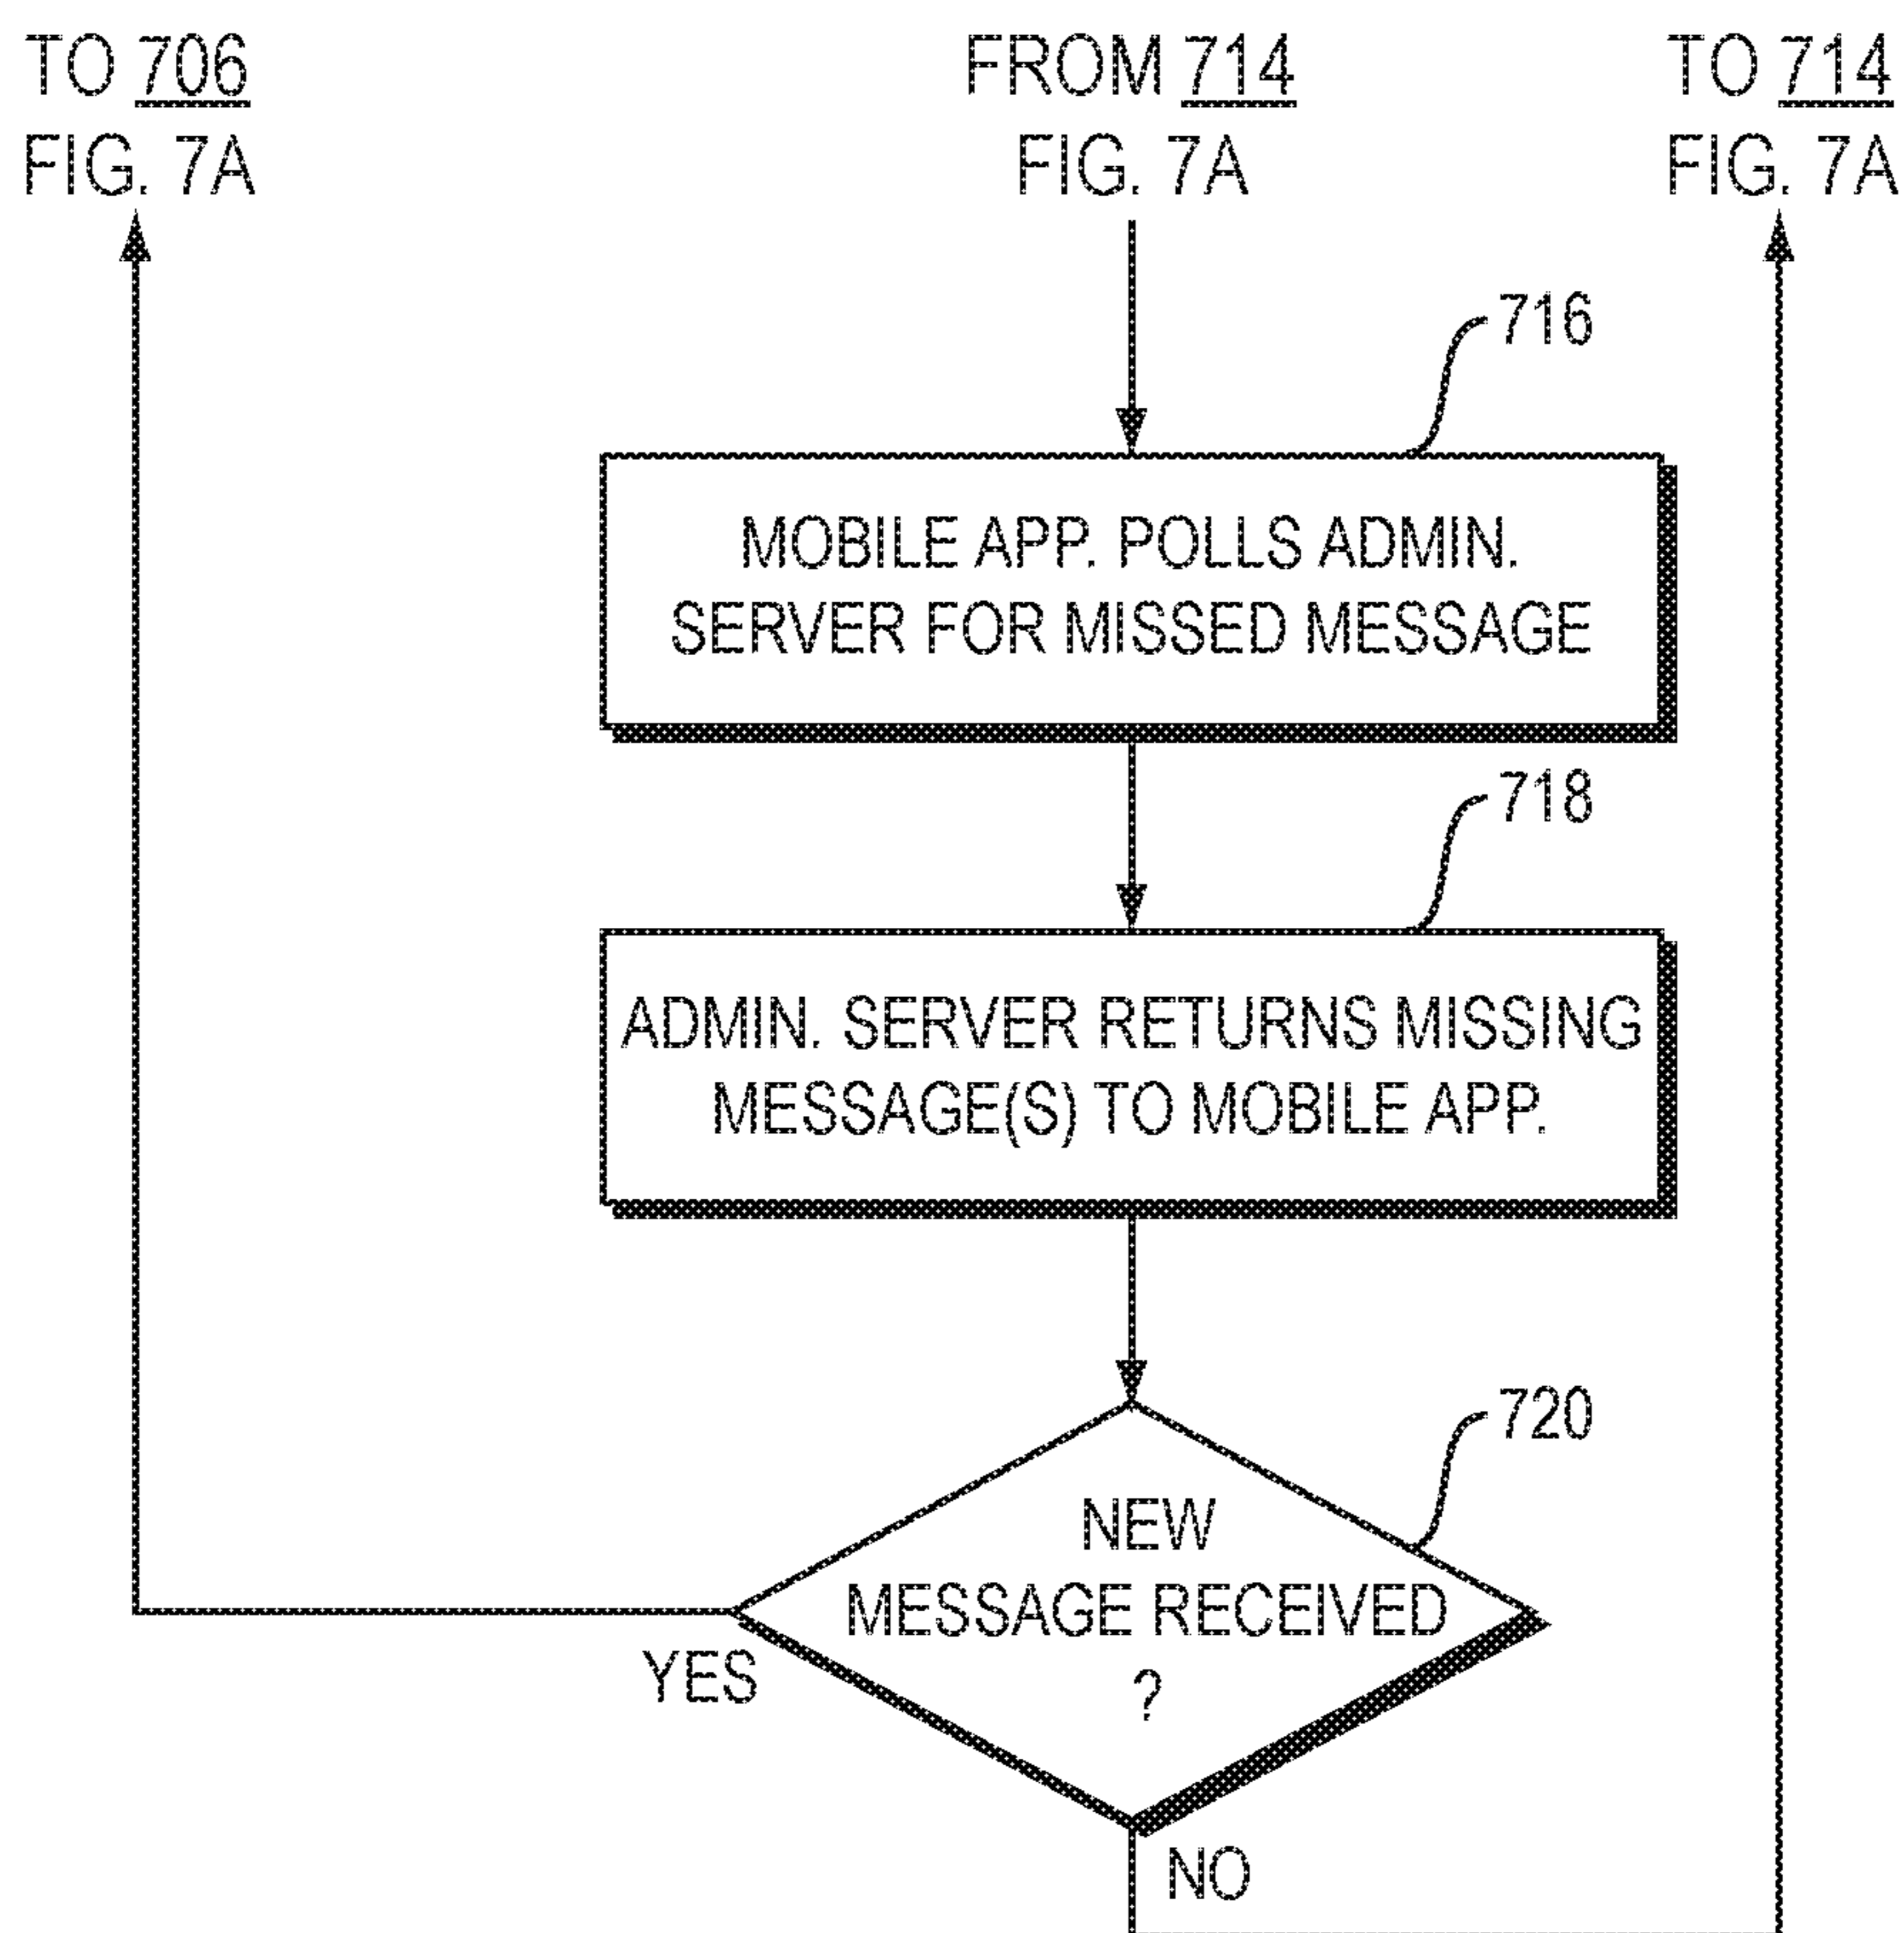 TO 706
FIG. 7A
FROM 714
FIG. 7A
TO 714
FIG. 7A
716
MOBILE APP. POLLS ADMIN.
SERVER FOR MISSED MESSAGE
718
ADMIN. SERVER RETURNS MISSING
MESSAGE(S) TO MOBILE APP.
720
NEW
MESSAGE RECEIVED
?
YES
NO